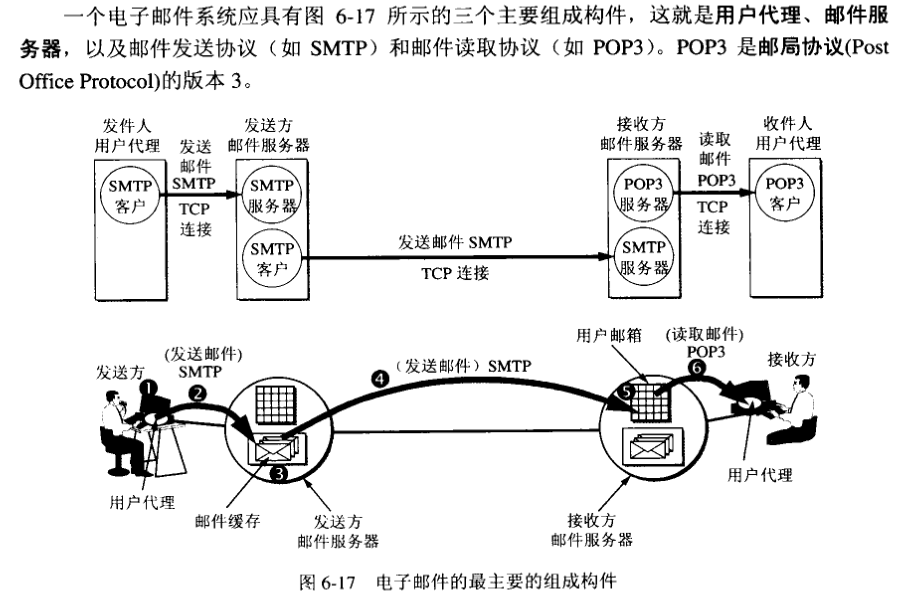 一个电子邮件系统应具有图 6-17 所示的三个主要组成构件，这就是用户代理、邮件服
务器，以及邮件发送协议（如 SMTP）和邮件读取协议（如 POP3）。POP3 是邮局协议(Post
Office Protocol)的版本 3。
发件人
用户代理
发送
邮件
SMTP
TCP
连接
SMTP
客户
发送方
邮件服务器
SMTP
服务器
SMTP
客户
发送邮件 SMTP
TCP 连接
接收方
邮件服务器
POP3
服务器
SMTP
服务器
读取
邮件
POP3
TCP
连接
收件人
用户代理
POP3
客户
发送方
❶
(发送邮件)
SMTP
❷
❸
❹
（发送邮件）SMTP
用户邮箱
❺
(读取邮件)
POP3
❻
接收方
用户代理
邮件缓存
发送方
邮件服务器
接收方
邮件服务器
用户代理
图 6-17 电子邮件的最主要的组成构件